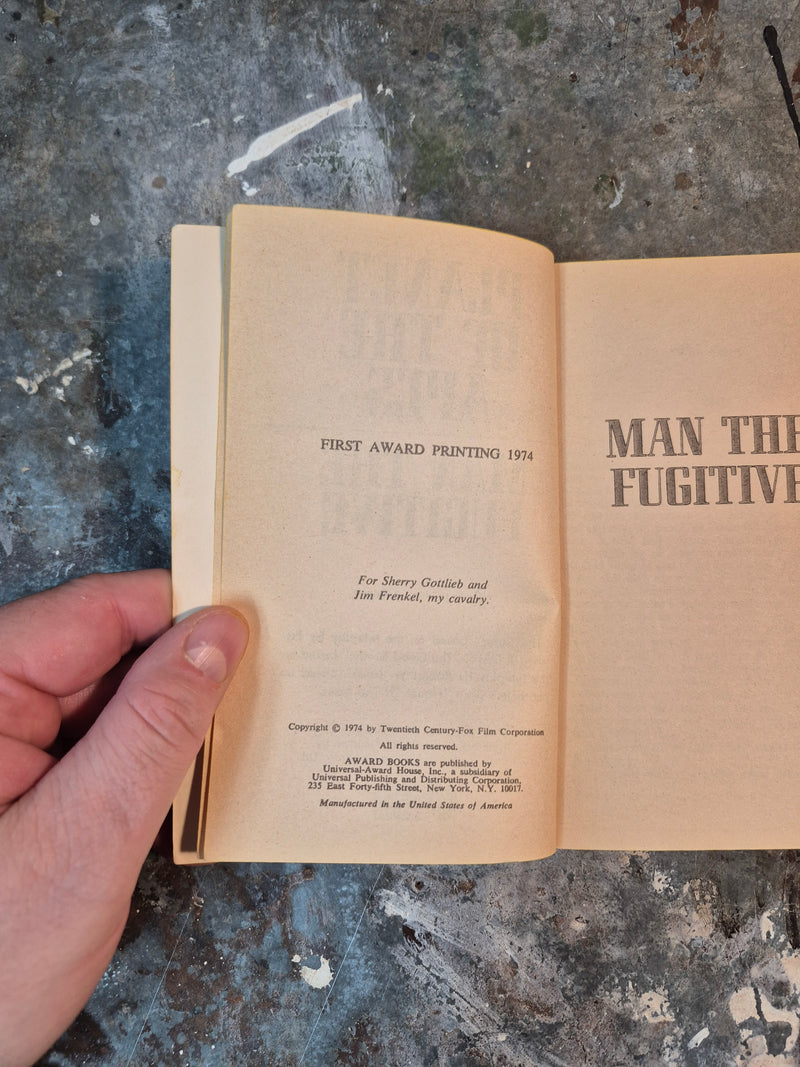 FIRST AWARD PRINTING 1974
For Sherry Gottlieb and
Jim Frenkel, my cavalry.
Copyright © 1974 by Twentieth Century-Fox Film Corporation
All rights reserved.
AWARD BOOKS are published by
Universal-Award House, Inc., a subsidiary of
Universal Publishing and Distributing Corporation,
235 East Forty-fifth Street, New York, N.Y. 10017.
Manufactured in the United States of America
MAN THE
FUGITIVE